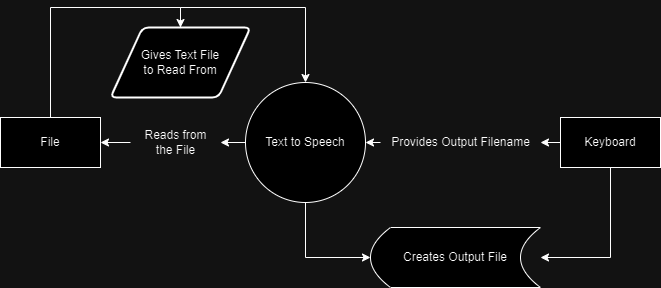 Gives Text File
to Read From
File
Reads from
the File
Text to Speech
Provides Output Filename
Keyboard
Creates Output File